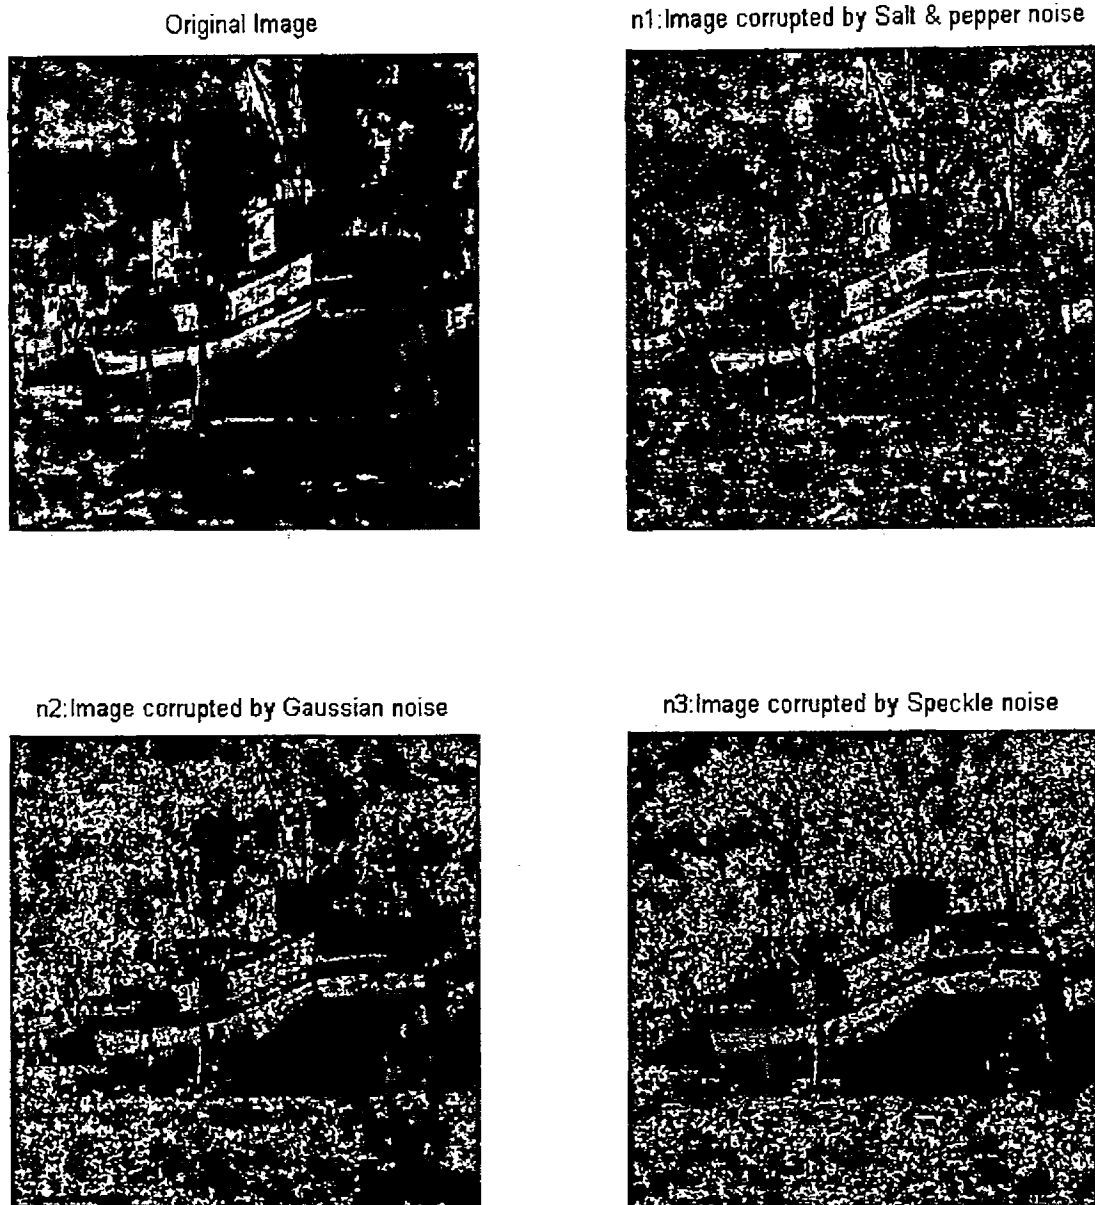 Original Image
n1:Image corrupted by Salt & pepper noise
n2:Image corrupted by Gaussian noise
n3:Image corrupted by Speckle noise